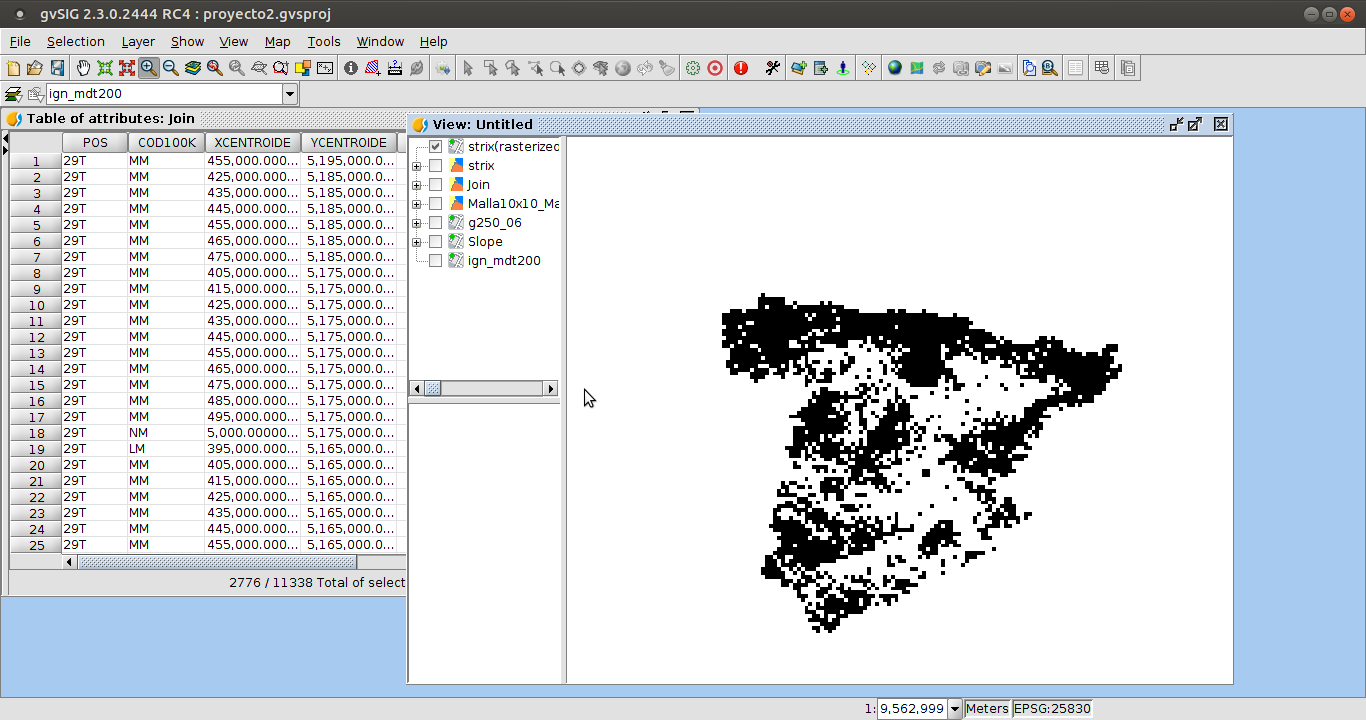 gvSIG 2.3.0.2444 RC4 : proyecto2.gvsproj
File Selection Layer Show View Map Tools Window Help
ign_mdt200
Table of attributes: Join
POS COD100K XCENTROIDE YCENTROIDE
1 29T MM 455,000.000... 5,195,000.0...
2 29T MM 425,000.000... 5,185,000.0...
3 29T MM 435,000.000... 5,185,000.0...
4 29T MM 445,000.000... 5,185,000.0...
5 29T MM 455,000.000... 5,185,000.0...
6 29T MM 465,000.000... 5,185,000.0...
7 29T MM 475,000.000... 5,185,000.0...
8 29T MM 405,000.000... 5,175,000.0...
9 29T MM 415,000.000... 5,175,000.0...
10 29T MM 425,000.000... 5,175,000.0...
11 29T MM 435,000.000... 5,175,000.0...
12 29T MM 445,000.000... 5,175,000.0...
13 29T MM 455,000.000... 5,175,000.0...
14 29T MM 465,000.000... 5,175,000.0...
15 29T MM 475,000.000... 5,175,000.0...
16 29T MM 485,000.000... 5,175,000.0...
17 29T MM 495,000.000... 5,175,000.0...
18 29T NM 5,000.00000... 5,175,000.0...
19 29T LM 395,000.000... 5,165,000.0...
20 29T MM 405,000.000... 5,165,000.0...
21 29T MM 415,000.000... 5,165,000.0...
22 29T MM 425,000.000... 5,165,000.0...
23 29T MM 435,000.000... 5,165,000.0...
24 29T MM 445,000.000... 5,165,000.0...
25 29T MM 455,000.000... 5,165,000.0...
2776 / 11338 Total of select
View: Untitled
strix(rasterized
strix
Join
Malla10x10_Ma
g250_06
Slope
ign_mdt200
1: 9,562,999 Meters EPSG:25830